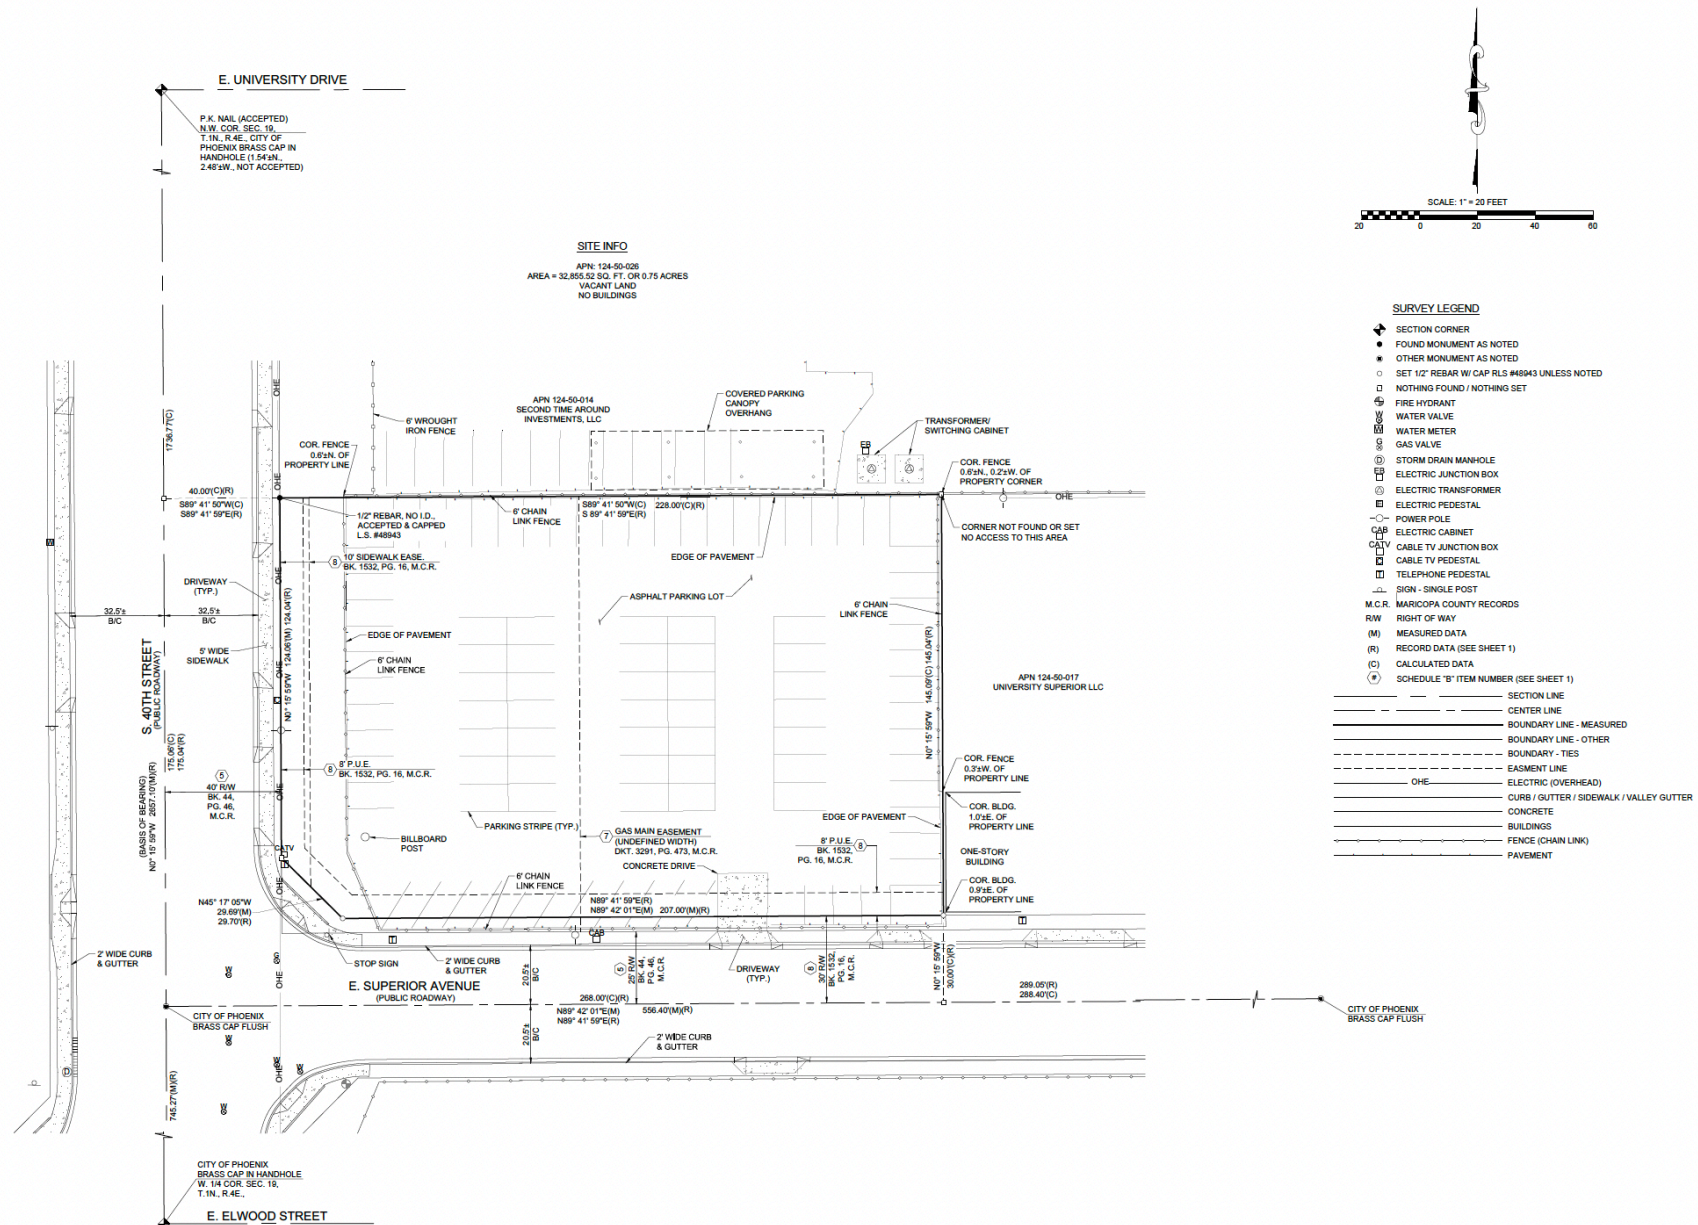 E. UNIVERSITY DRIVE
P.K. NAIL (ACCEPTED)
N.W. COR. SEC. 19,
T.1N., R.4E., CITY OF
PHOENIX BRASS CAP IN
HANDHOLE (1.54'±N.,
2.48'±W., NOT ACCEPTED)
SCALE: 1" = 20 FEET
20 0 20 40 60
SITE INFO
APN: 124-50-026
AREA = 32,855.52 SQ. FT. OR 0.75 ACRES
VACANT LAND
NO BUILDINGS
SURVEY LEGEND
SECTION CORNER
FOUND MONUMENT AS NOTED
OTHER MONUMENT AS NOTED
SET 1/2" REBAR W/ CAP RLS #48943 UNLESS NOTED
NOTHING FOUND / NOTHING SET
FIRE HYDRANT
W WATER VALVE
W WATER METER
G GAS VALVE
D STORM DRAIN MANHOLE
EB ELECTRIC JUNCTION BOX
ELECTRIC TRANSFORMER
E ELECTRIC PEDESTAL
POWER POLE
CAB ELECTRIC CABINET
CATV CABLE TV JUNCTION BOX
C CABLE TV PEDESTAL
T TELEPHONE PEDESTAL
SIGN - SINGLE POST
M.C.R. MARICOPA COUNTY RECORDS
R/W RIGHT OF WAY
(M) MEASURED DATA
(R) RECORD DATA (SEE SHEET 1)
(C) CALCULATED DATA
# SCHEDULE "B" ITEM NUMBER (SEE SHEET 1)
SECTION LINE
CENTER LINE
BOUNDARY LINE - MEASURED
BOUNDARY LINE - OTHER
BOUNDARY - TIES
EASMENT LINE
OHE ELECTRIC (OVERHEAD)
CURB / GUTTER / SIDEWALK / VALLEY GUTTER
CONCRETE
BUILDINGS
FENCE (CHAIN LINK)
PAVEMENT
1736.77'(C)
OHE
OHE
APN 124-50-014
SECOND TIME AROUND
INVESTMENTS, LLC
6' WROUGHT
IRON FENCE
COVERED PARKING
CANOPY
OVERHANG
TRANSFORMER/
SWITCHING CABINET
EB
COR. FENCE
0.6'±N. OF
PROPERTY LINE
COR. FENCE
0.6'±N., 0.2'±W. OF
PROPERTY CORNER
OHE
40.00'(C)(R)
S89° 41' 50"W(C)
S89° 41' 59"E(R)
1/2" REBAR, NO I.D.,
ACCEPTED & CAPPED
L.S. #48943
6' CHAIN
LINK FENCE
S89° 41' 50"W(C)
S 89° 41' 59"E(R)
228.00'(C)(R)
CORNER NOT FOUND OR SET
NO ACCESS TO THIS AREA
EDGE OF PAVEMENT
8
10' SIDEWALK EASE.
BK. 1532, PG. 16, M.C.R.
W
OHE
DRIVEWAY
(TYP.)
ASPHALT PARKING LOT
6' CHAIN
LINK FENCE
32.5'±
B/C
32.5'±
B/C
N0° 15' 59"W 124.06'(M) 124.04'(R)
EDGE OF PAVEMENT
5' WIDE
SIDEWALK
6' CHAIN
LINK FENCE
OHE
S. 40TH STREET
(PUBLIC ROADWAY)
N0° 15' 59"W 145.09'(C) 145.04'(R)
APN 124-50-017
UNIVERSITY SUPERIOR LLC
175.06'(C)
175.04'(R)
(BASIS OF BEARING)
N0° 15' 59"W 2657.10'(M)(R)
5
40' R/W
BK. 44,
PG. 46,
M.C.R.
8
8' P.U.E.
BK. 1532, PG. 16, M.C.R.
OHE
COR. FENCE
0.3'±W. OF
PROPERTY LINE
COR. BLDG.
1.0'±E. OF
PROPERTY LINE
EDGE OF PAVEMENT
PARKING STRIPE (TYP.)
BILLBOARD
POST
7
GAS MAIN EASEMENT
(UNDEFINED WIDTH)
DKT. 3291, PG. 473, M.C.R.
8' P.U.E.
BK. 1532,
PG. 16, M.C.R.
8
ONE-STORY
BUILDING
CATV
T
OHE
CONCRETE DRIVE
6' CHAIN
LINK FENCE
COR. BLDG.
0.9'±E. OF
PROPERTY LINE
N45° 17' 05"W
29.69'(M)
29.70'(R)
N89° 41' 59"E(R)
N89° 42' 01"E(M) 207.00'(M)(R)
T
CAB
T
2' WIDE CURB
& GUTTER
STOP SIGN
2' WIDE CURB
& GUTTER
20.5'±
B/C
5
25' R/W
BK. 44,
PG. 46,
M.C.R.
DRIVEWAY
(TYP.)
8
30' R/W
BK. 1532,
PG. 16,
M.C.R.
N0° 15' 59"W
30.00'(C)(R)
OHE
E. SUPERIOR AVENUE
(PUBLIC ROADWAY)
268.00'(C)(R)
289.05'(R)
288.40'(C)
CITY OF PHOENIX
BRASS CAP FLUSH
N89° 42' 01"E(M)
N89° 41' 59"E(R)
556.40'(M)(R)
CITY OF PHOENIX
BRASS CAP FLUSH
20.5'±
B/C
2' WIDE CURB
& GUTTER
OHE
D
745.27'(M)(R)
CITY OF PHOENIX
BRASS CAP IN HANDHOLE
W. 1/4 COR. SEC. 19,
T.1N., R.4E.,
E. ELWOOD STREET